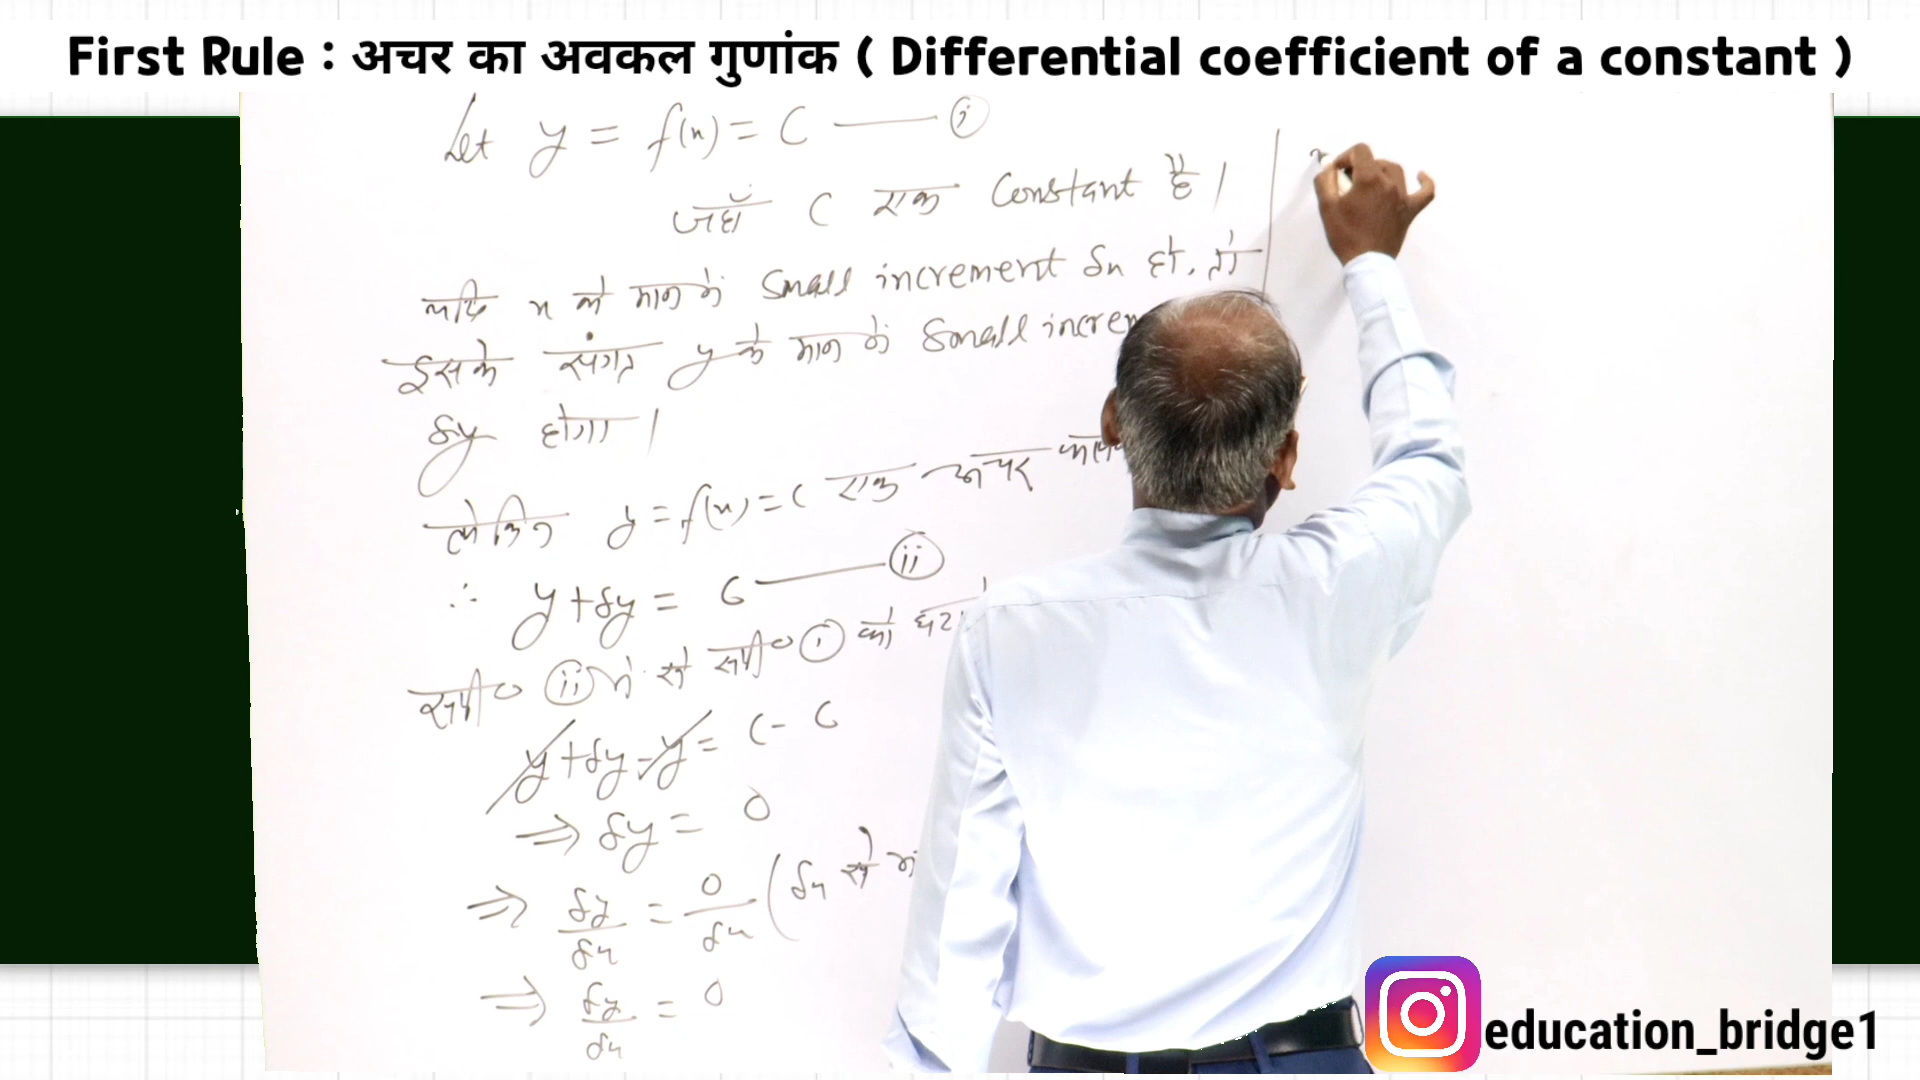 First Rule : अचर का अवकल गुणांक ( Differential coefficient of a constant )
Let y = f(x) = C —— (i)
जहाँ C एक Constant है।
यदि x के मान में Small increment δx हो, तो
इसके संगत y के मान में Small increm
δy होगा।
लेकिन y = f(x) = C एक अचर
∴ y + δy = C —— (ii)
समी० (ii) में से समी० (i) को घटा
y + δy - y = C - C
⇒ δy = 0
⇒ δy/δx = 0/δx ( δx से
⇒ δy/δx = 0
education_bridge1